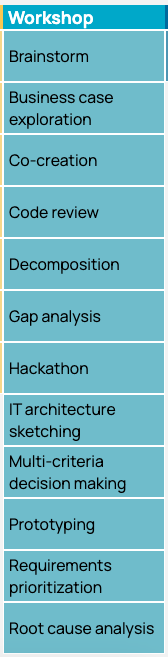 Workshop
Brainstorm
Business case
exploration
Co-creation
Code review
Decomposition
Gap analysis
Hackathon
IT architecture
sketching
Multi-criteria
decision making
Prototyping
Requirements
prioritization
Root cause analysis